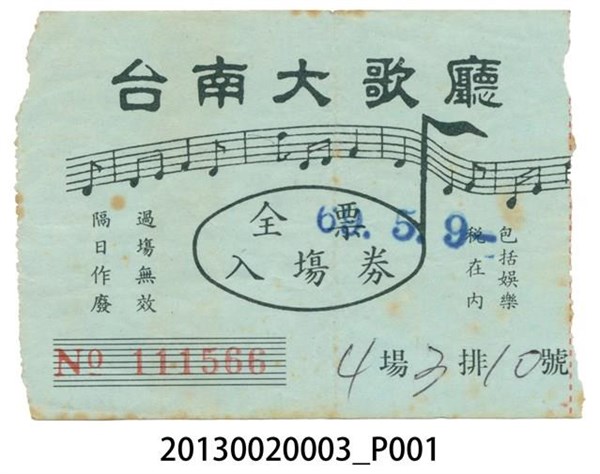 台南大歌廳
全票
入場券
6 . 5. 9-
過場無效
隔日作廢
包括娛樂
稅在內
No 111566
4場3排10號
20130020003_P001